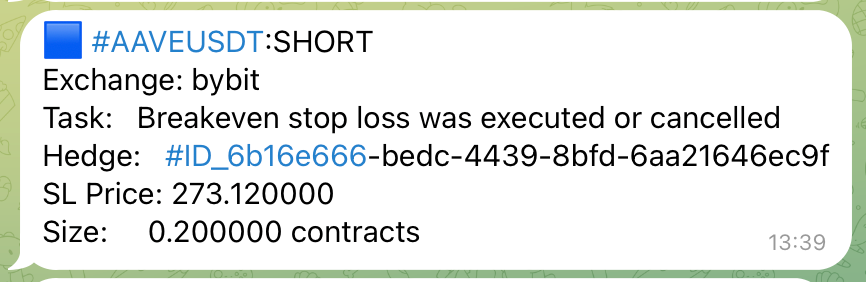 🟦 #AAVEUSDT:SHORT
Exchange: bybit
Task: Breakeven stop loss was executed or cancelled
Hedge: #ID_6b16e666-bedc-4439-8bfd-6aa21646ec9f
SL Price: 273.120000
Size: 0.200000 contracts
13:39